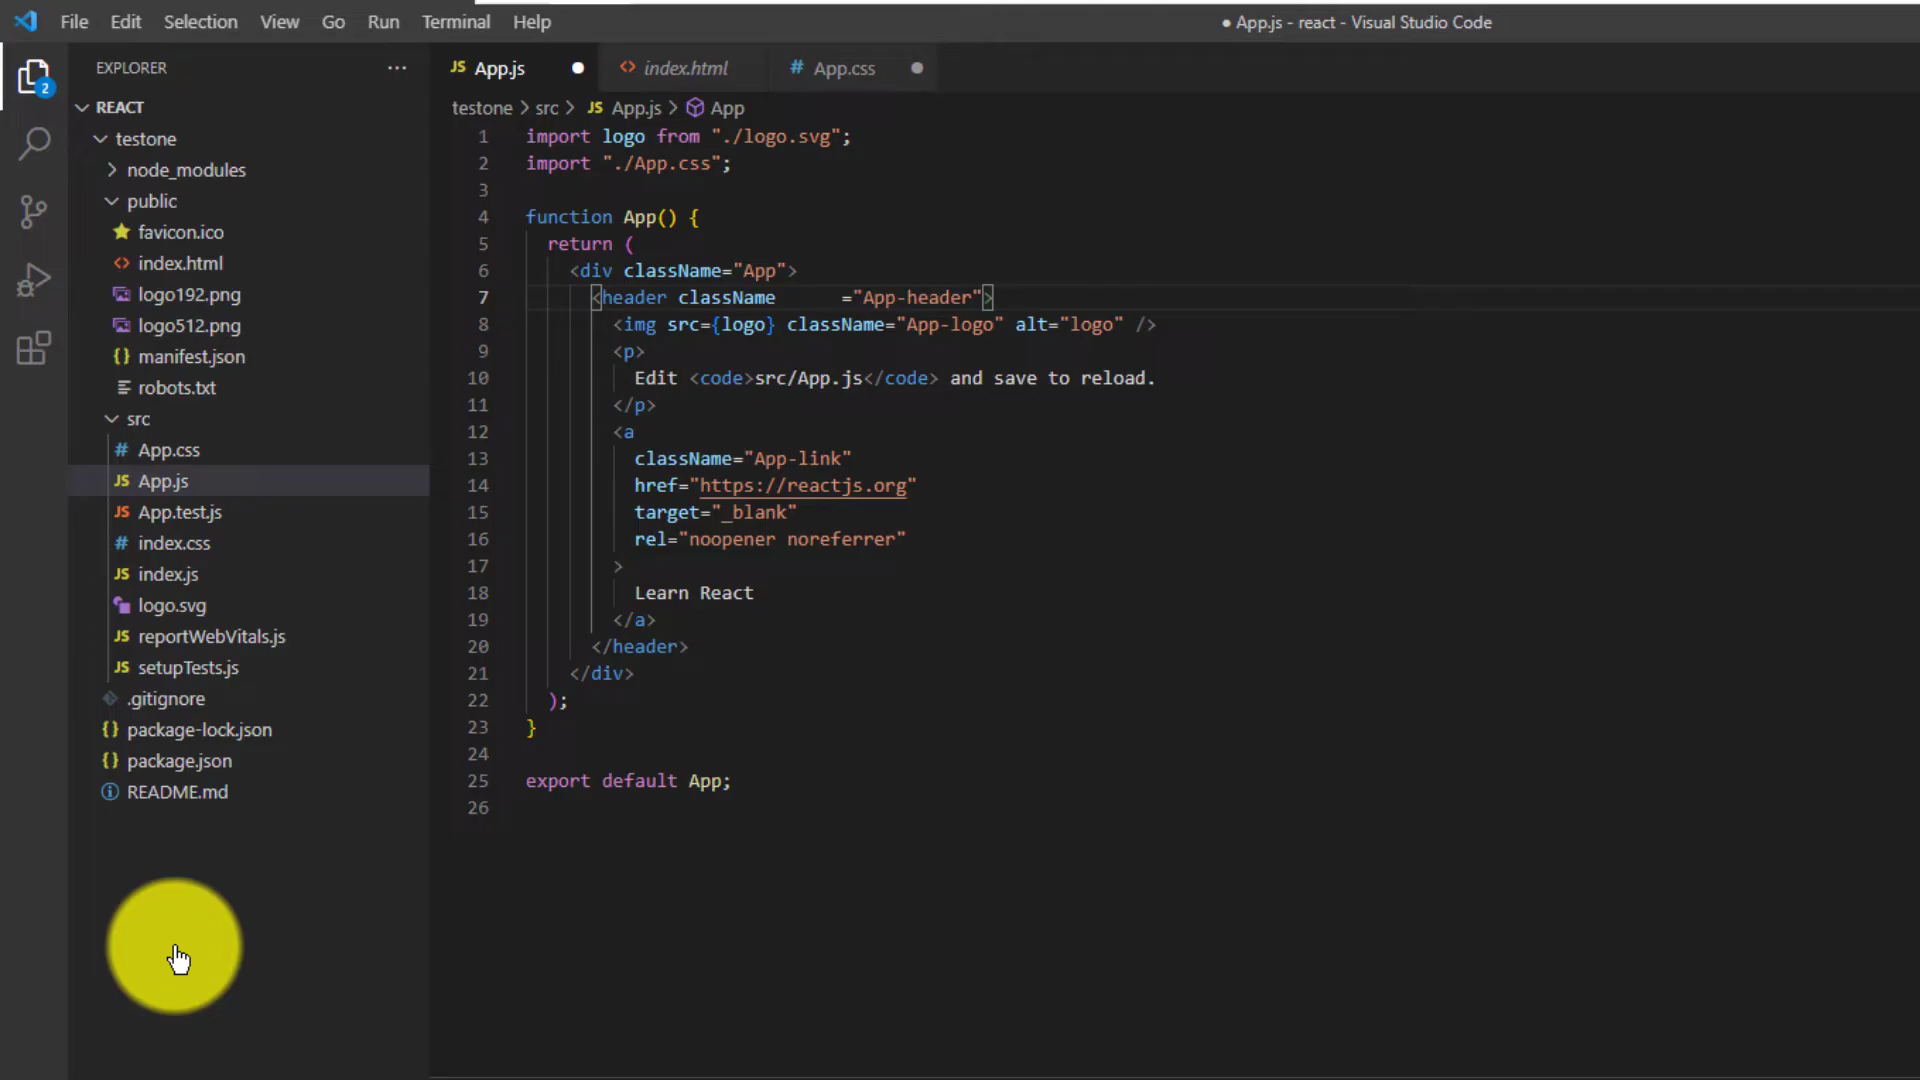 File Edit Selection View Go Run Terminal Help
● App.js - react - Visual Studio Code
2
EXPLORER ...
REACT
testone
node_modules
public
favicon.ico
<> index.html
logo192.png
logo512.png
{} manifest.json
robots.txt
src
# App.css
JS App.js
JS App.test.js
# index.css
JS index.js
logo.svg
JS reportWebVitals.js
JS setupTests.js
.gitignore
{} package-lock.json
{} package.json
README.md
JS App.js ●
<> index.html
# App.css ●
testone > src > JS App.js > App
1 import logo from "./logo.svg";
2 import "./App.css";
3
4 function App() {
5 return (
6 <div className="App">
7 <header className      ="App-header">
8 <img src={logo} className="App-logo" alt="logo" />
9 <p>
10 Edit <code>src/App.js</code> and save to reload.
11 </p>
12 <a
13 className="App-link"
14 href="https://reactjs.org"
15 target="_blank"
16 rel="noopener noreferrer"
17 >
18 Learn React
19 </a>
20 </header>
21 </div>
22 );
23 }
24
25 export default App;
26